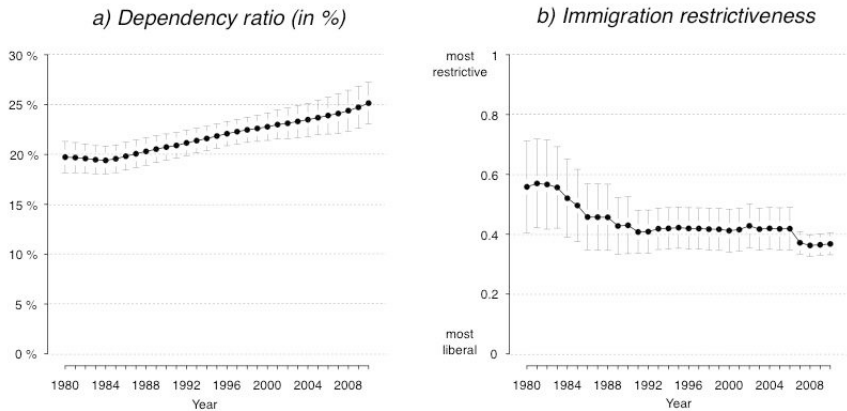 a) Dependency ratio (in %)
30 %
25 %
20 %
15 %
10 %
5 %
0 %
1980 1984 1988 1992 1996 2000 2004 2008
Year
b) Immigration restrictiveness
most
restrictive
1
0.8
0.6
0.4
0.2
most
liberal
0
1980 1984 1988 1992 1996 2000 2004 2008
Year